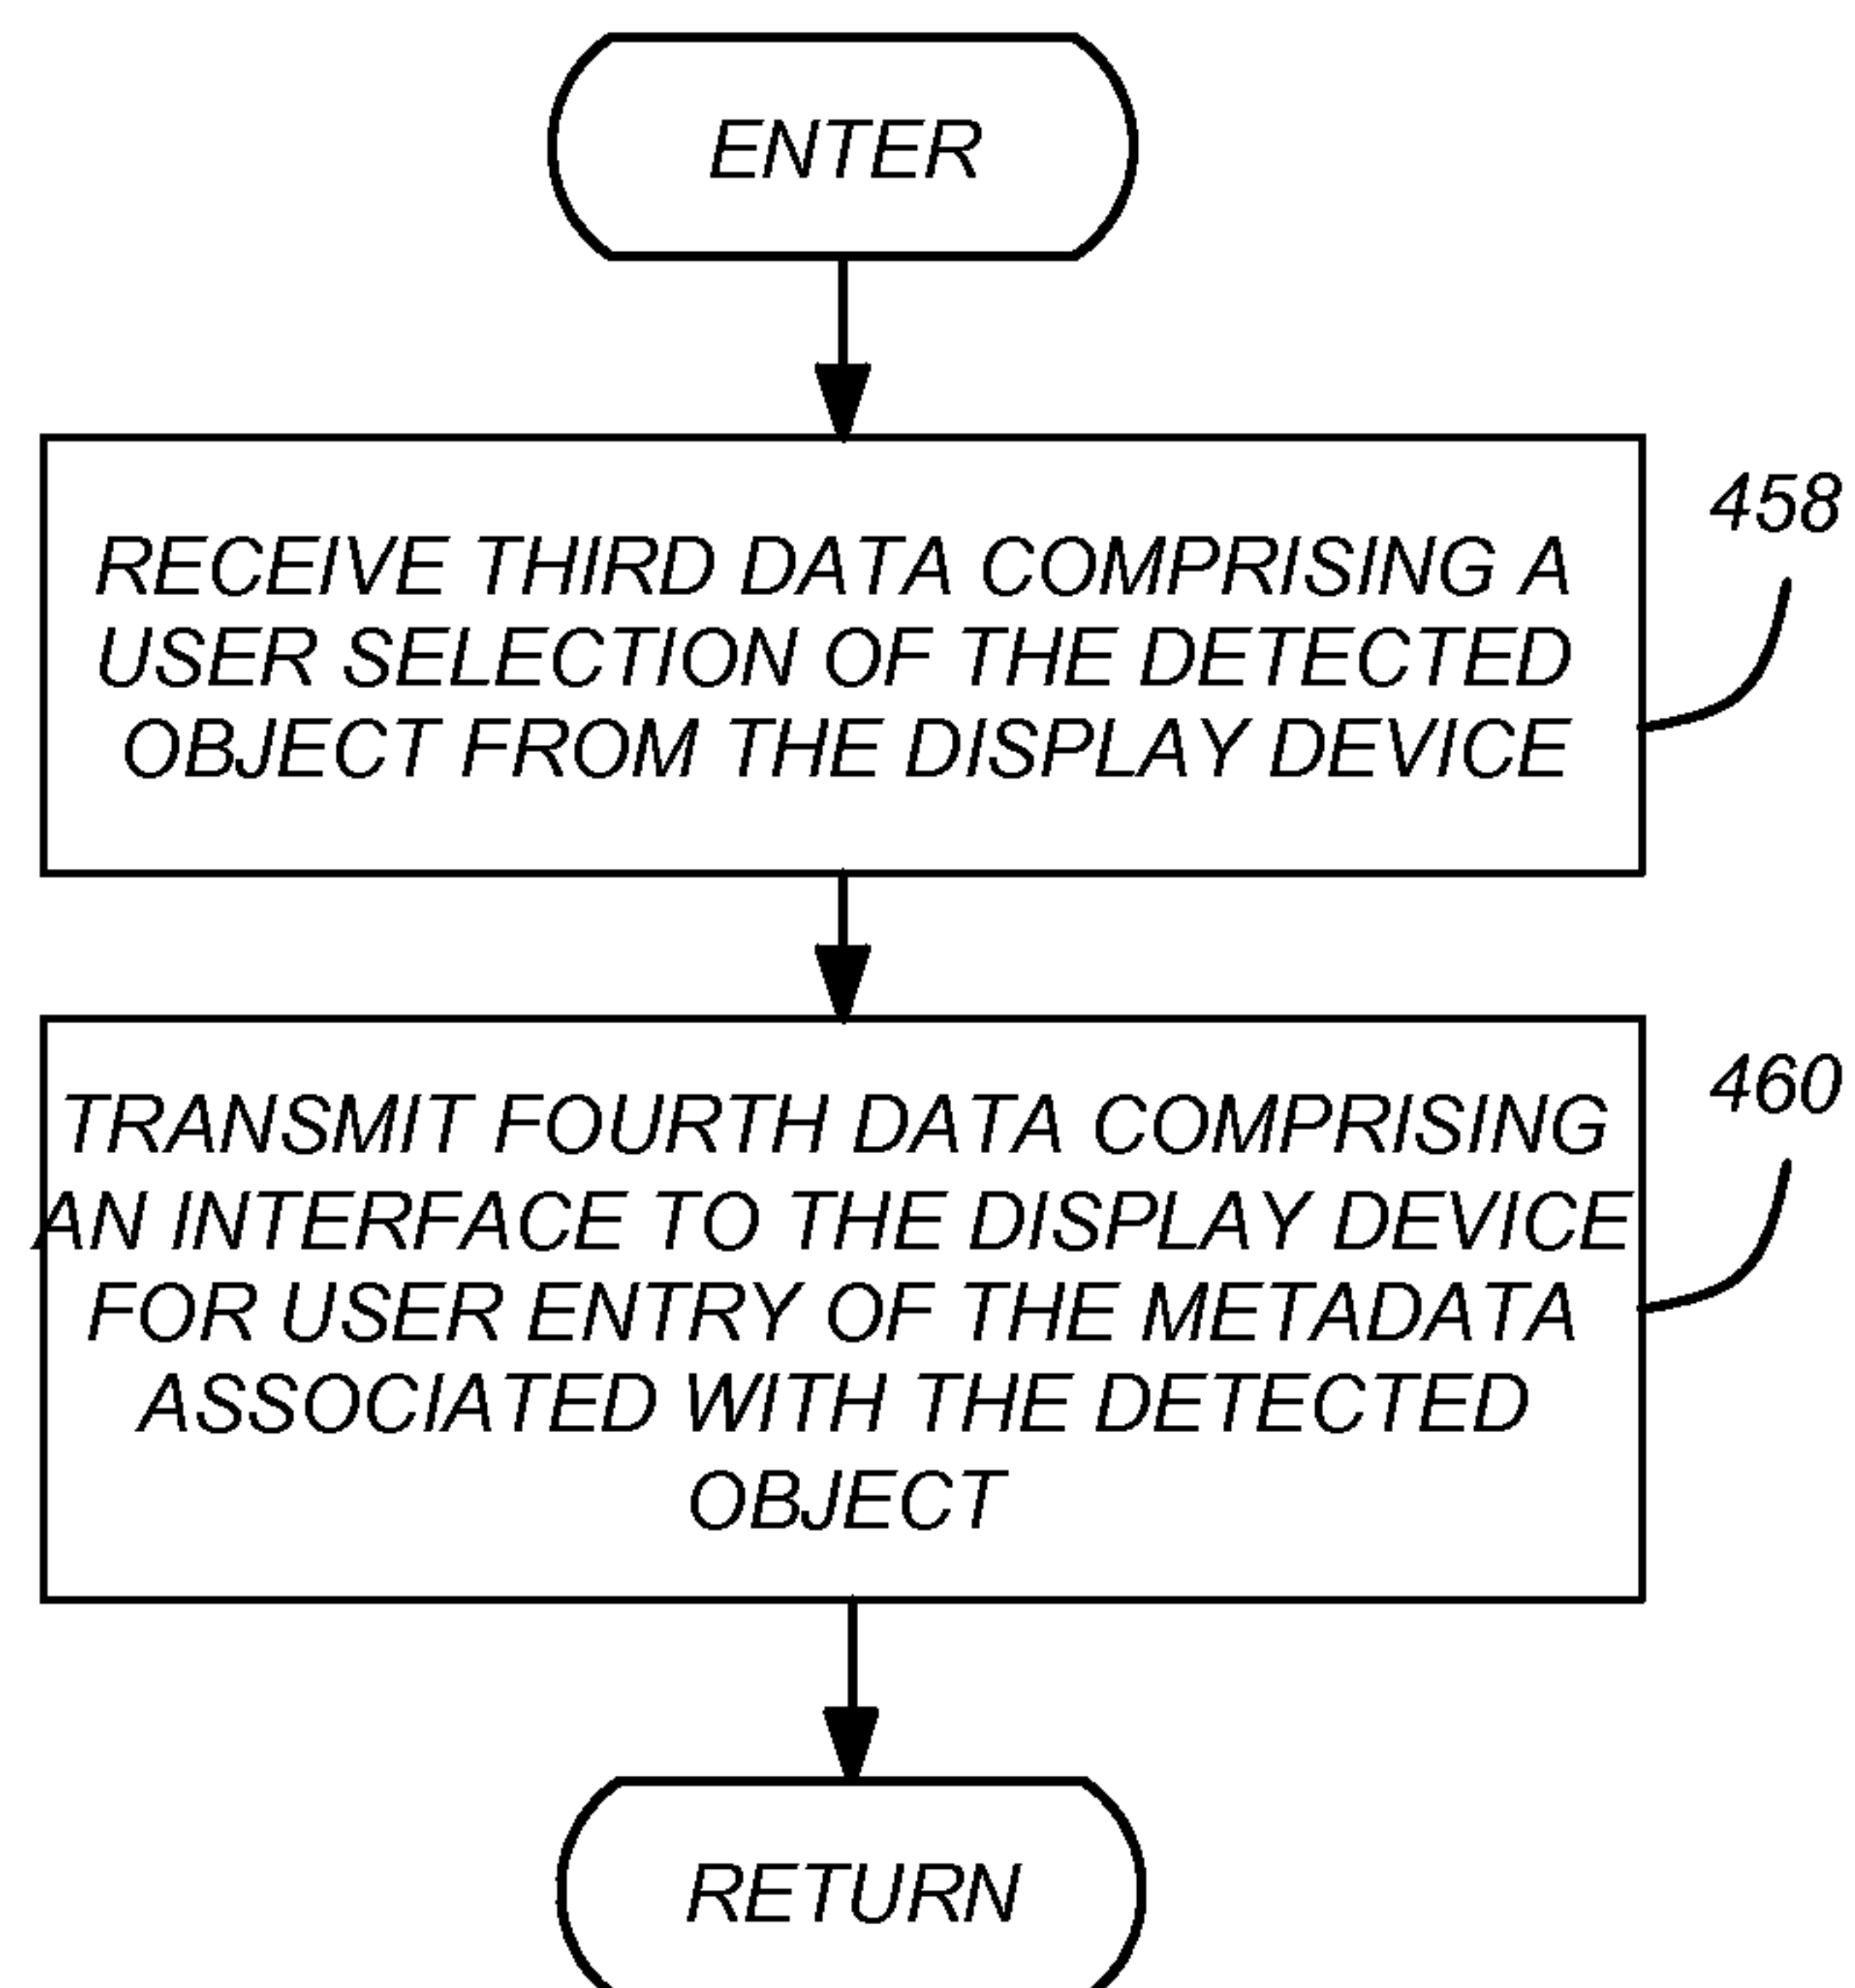 ENTER
458
RECEIVE THIRD DATA COMPRISING A
USER SELECTION OF THE DETECTED
OBJECT FROM THE DISPLAY DEVICE
460
TRANSMIT FOURTH DATA COMPRISING
AN INTERFACE TO THE DISPLAY DEVICE
FOR USER ENTRY OF THE METADATA
ASSOCIATED WITH THE DETECTED
OBJECT
RETURN